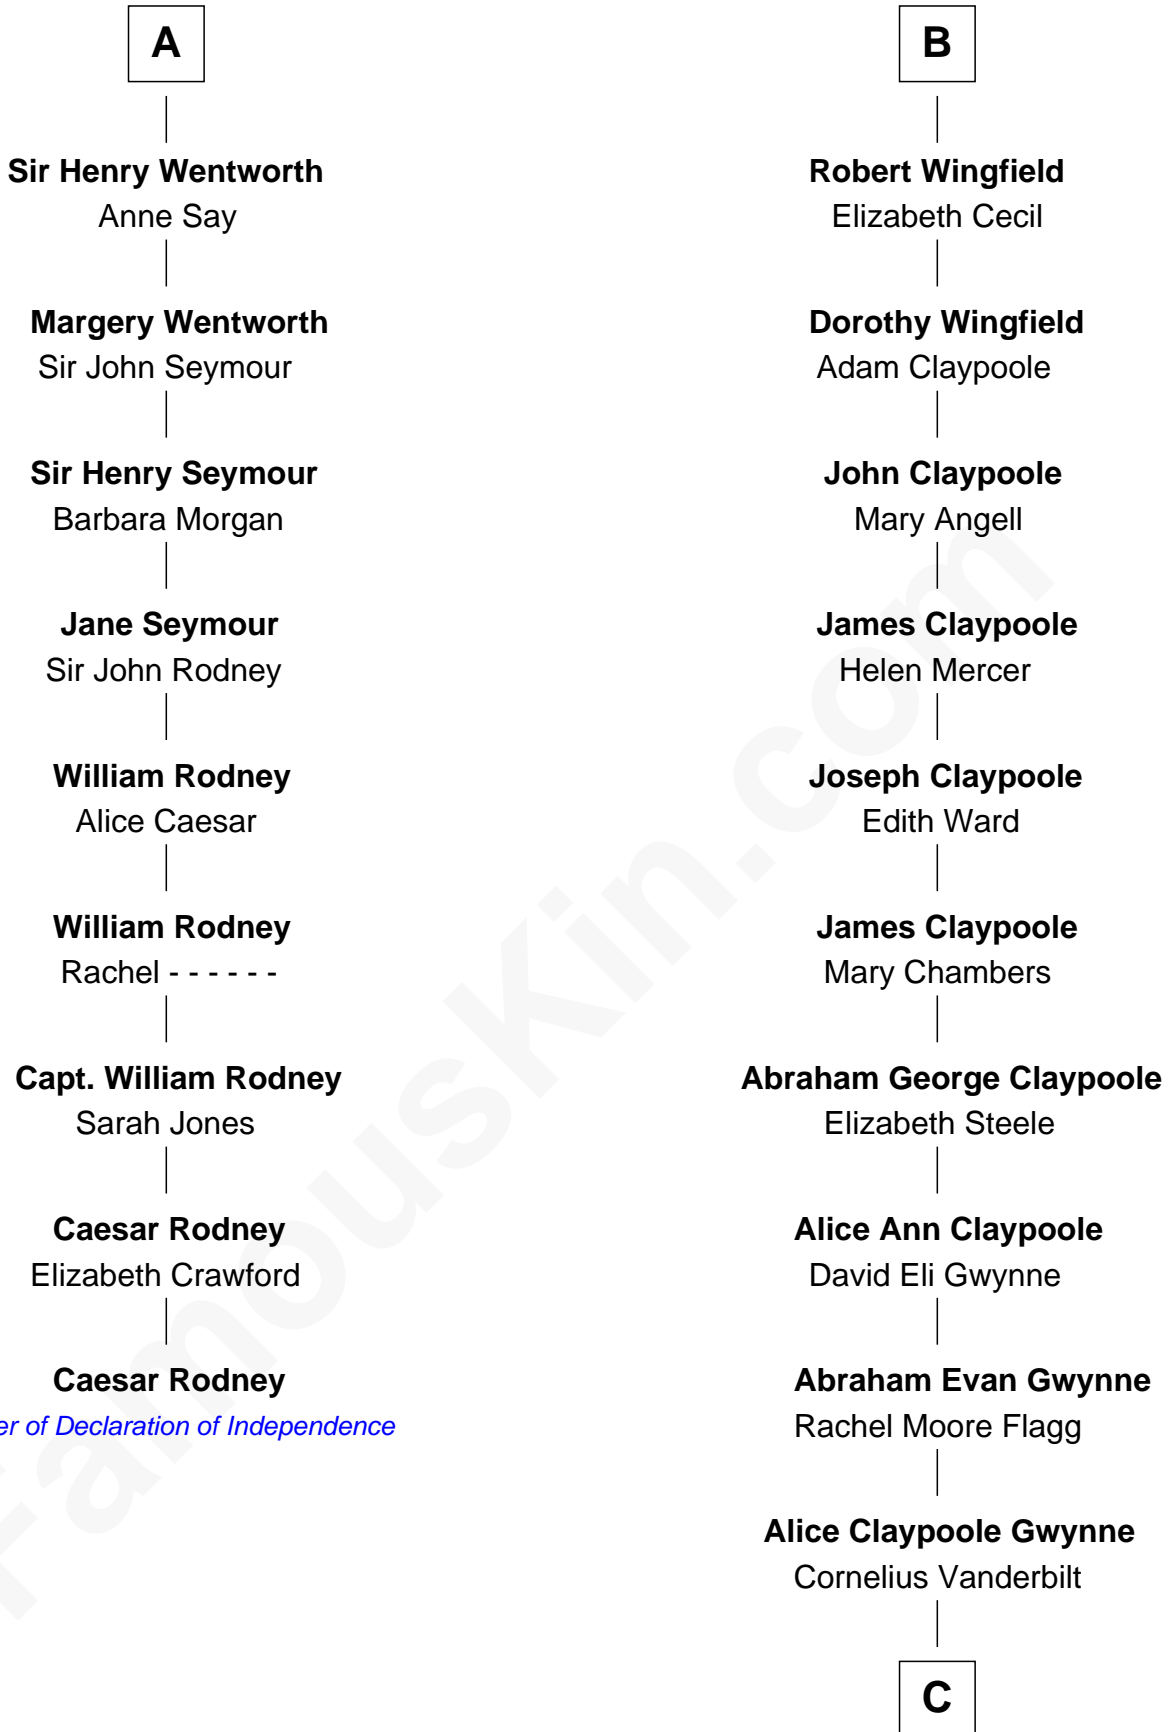 A
Sir Henry Wentworth
Anne Say
Margery Wentworth
Sir John Seymour
Sir Henry Seymour
Barbara Morgan
Jane Seymour
Sir John Rodney
William Rodney
Alice Caesar
William Rodney
Rachel - - - - - -
Capt. William Rodney
Sarah Jones
Caesar Rodney
Elizabeth Crawford
Caesar Rodney
er of Declaration of Independence
B
Robert Wingfield
Elizabeth Cecil
Dorothy Wingfield
Adam Claypoole
John Claypoole
Mary Angell
James Claypoole
Helen Mercer
Joseph Claypoole
Edith Ward
James Claypoole
Mary Chambers
Abraham George Claypoole
Elizabeth Steele
Alice Ann Claypoole
David Eli Gwynne
Abraham Evan Gwynne
Rachel Moore Flagg
Alice Claypoole Gwynne
Cornelius Vanderbilt
C
FamousKin.com